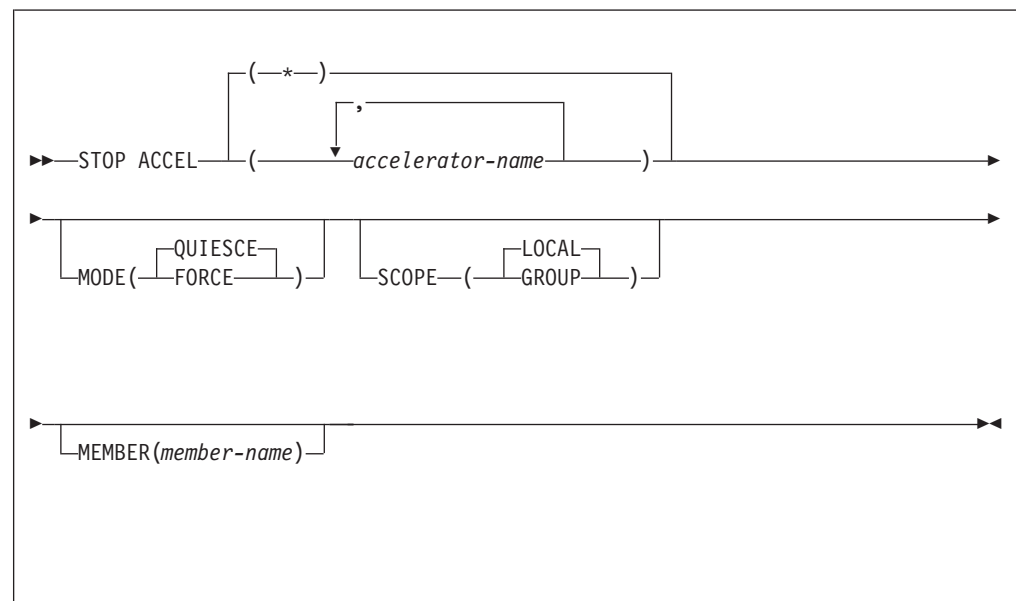 ( * )
,
STOP ACCEL ( accelerator-name )
QUIESCE LOCAL
MODE( FORCE ) SCOPE ( GROUP )
MEMBER(member-name)